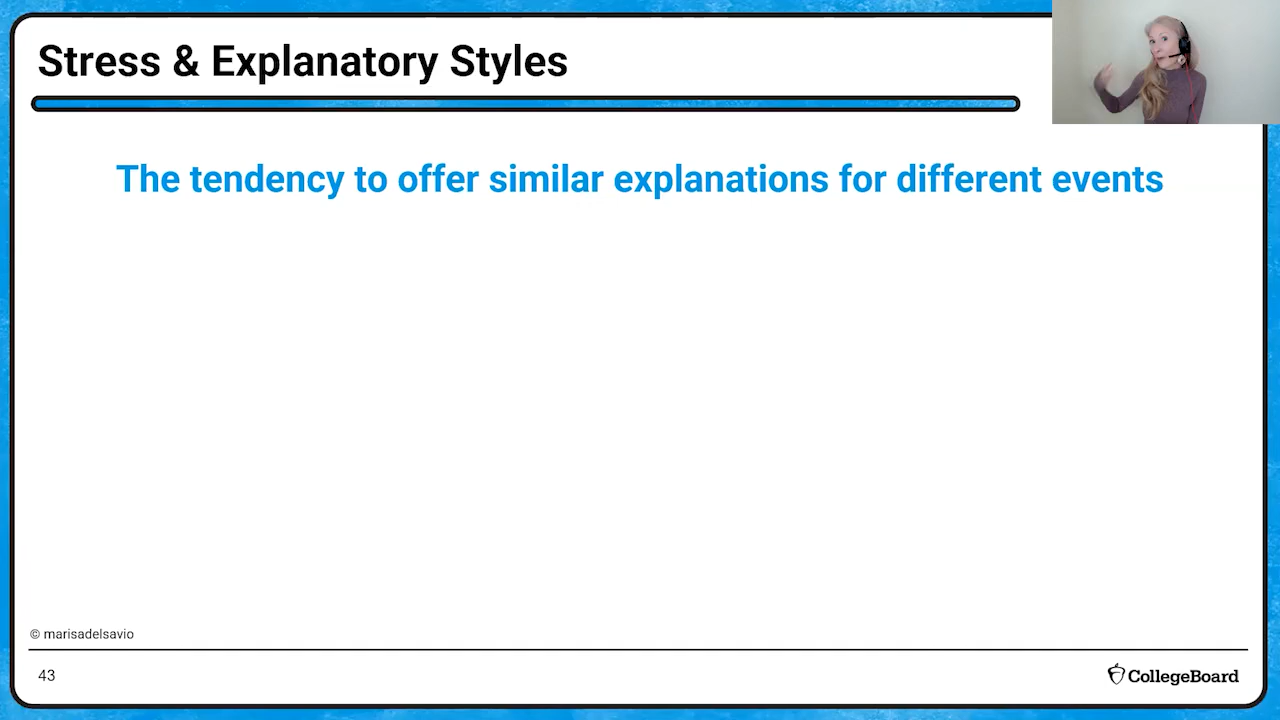 Stress & Explanatory Styles
The tendency to offer similar explanations for different events
© marisadelsavio
43
CollegeBoard